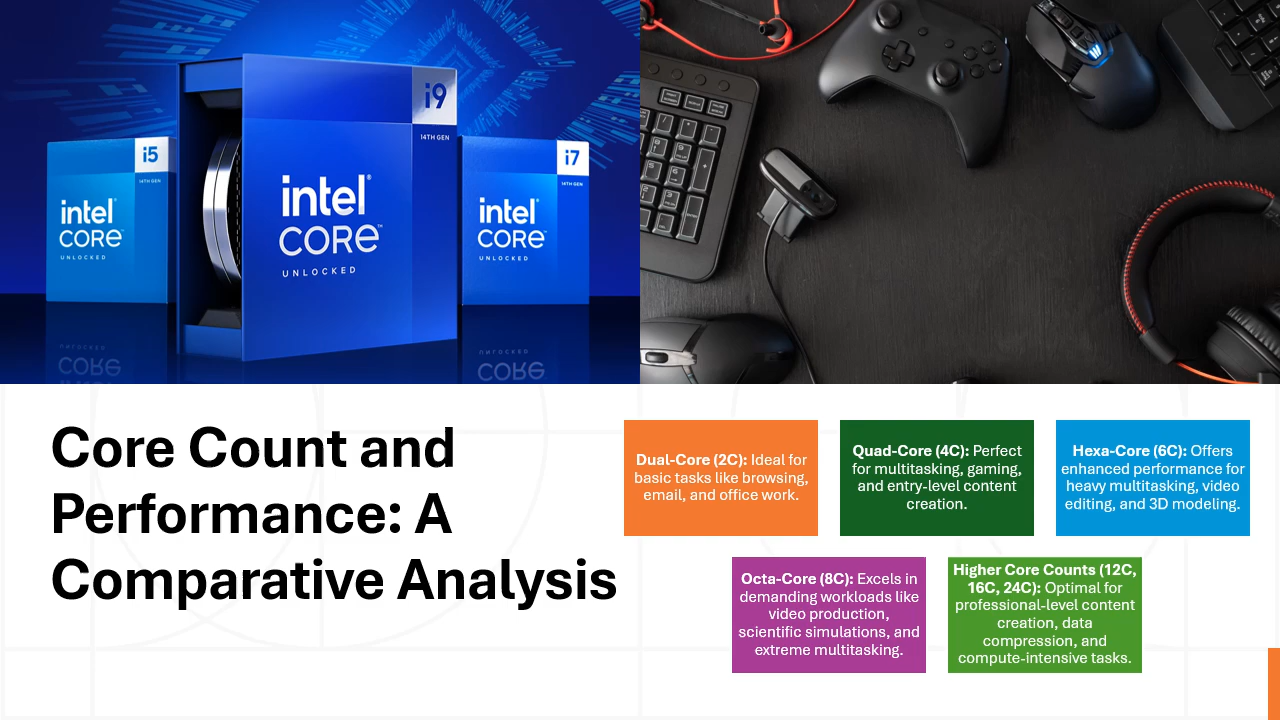 i9
14TH GEN
i5
14TH GEN
i7
14TH GEN
intel
CORE
UNLOCKED
intel
CORE
UNLOCKED
intel
CORE
UNLOCKED
Core Count and
Performance: A
Comparative Analysis
Dual-Core (2C): Ideal for
basic tasks like browsing,
email, and office work.
Quad-Core (4C): Perfect
for multitasking, gaming,
and entry-level content
creation.
Hexa-Core (6C): Offers
enhanced performance for
heavy multitasking, video
editing, and 3D modeling.
Octa-Core (8C): Excels in
demanding workloads like
video production,
scientific simulations, and
extreme multitasking.
Higher Core Counts (12C,
16C, 24C): Optimal for
professional-level content
creation, data
compression, and
compute-intensive tasks.